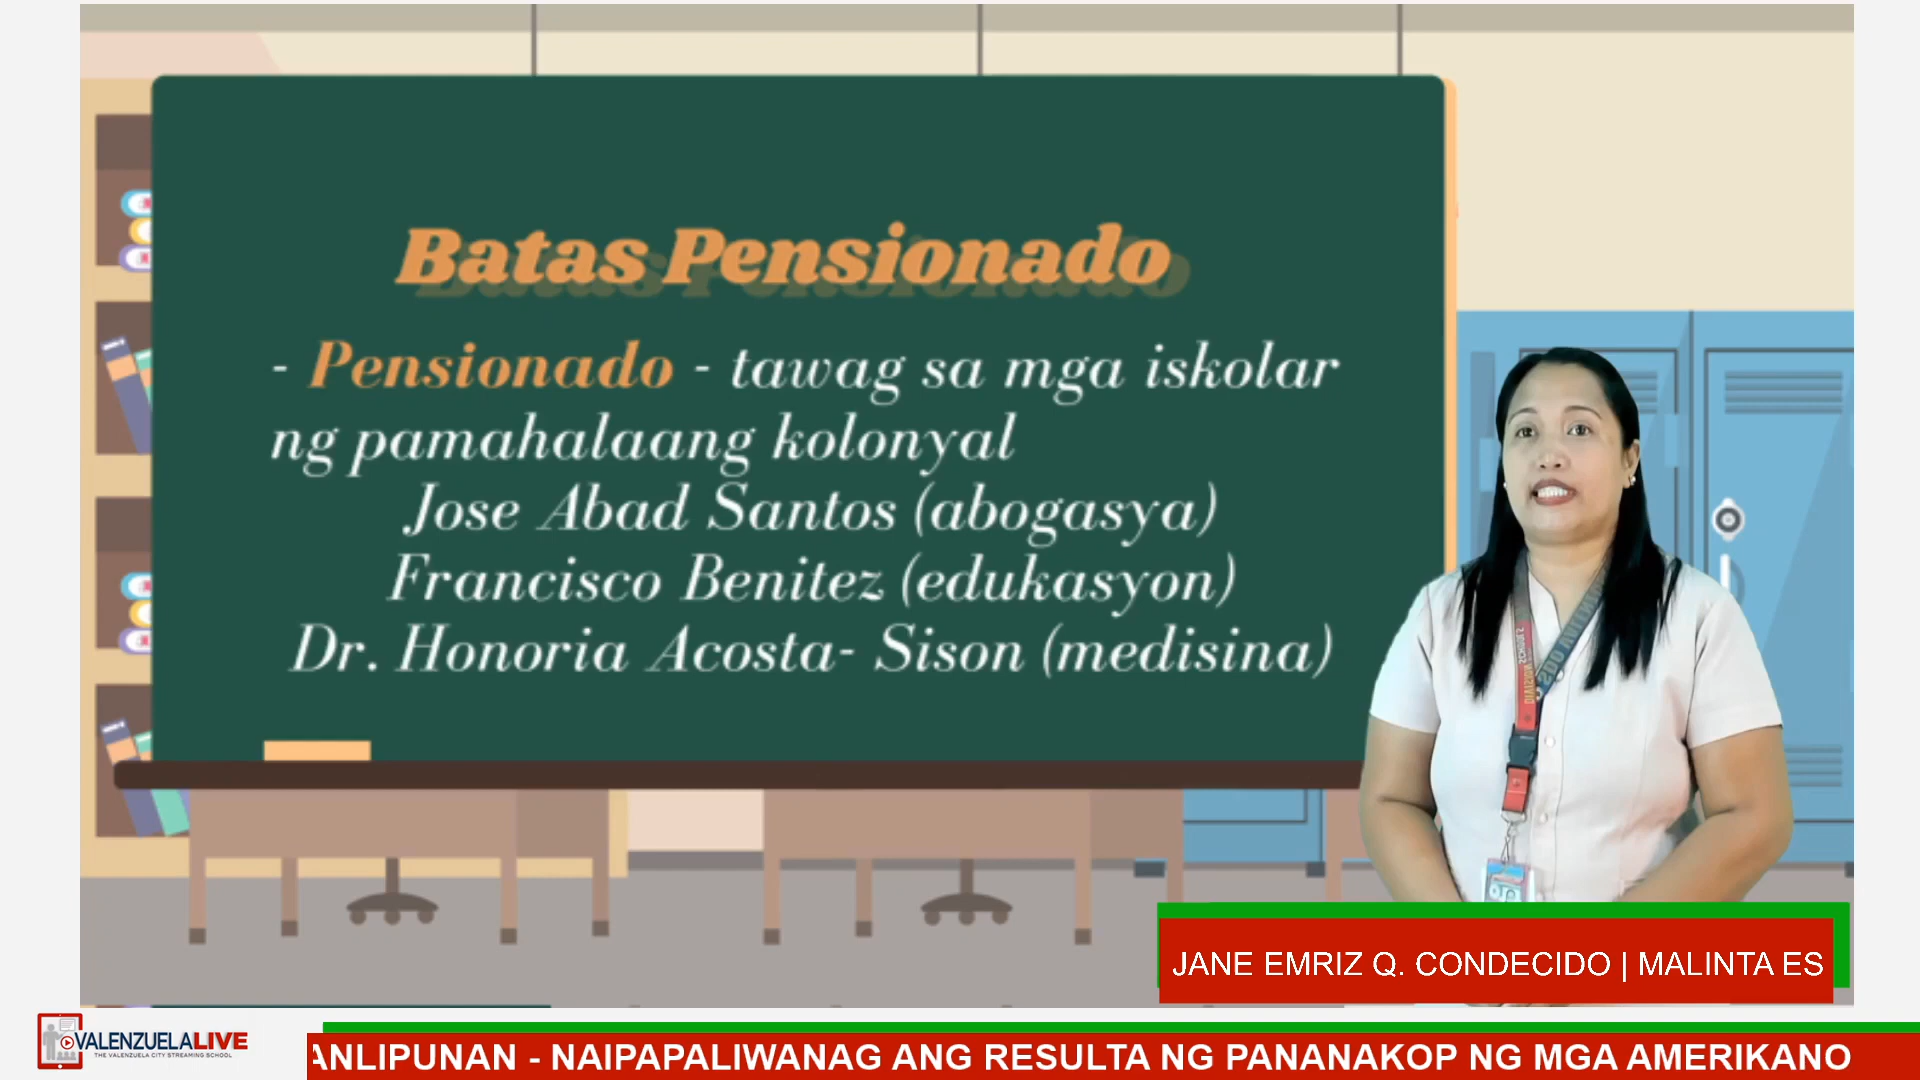 Batas Pensionado
- Pensionado - tawag sa mga iskolar
ng pamahalaang kolonyal
Jose Abad Santos (abogasya)
Francisco Benitez (edukasyon)
Dr. Honoria Acosta- Sison (medisina)
JANE EMRIZ Q. CONDECIDO | MALINTA ES
VALENZUELALIVE
THE VALENZUELA CITY STREAMING SCHOOL
ANLIPUNAN - NAIPAPALIWANAG ANG RESULTA NG PANANAKOP NG MGA AMERIKANO